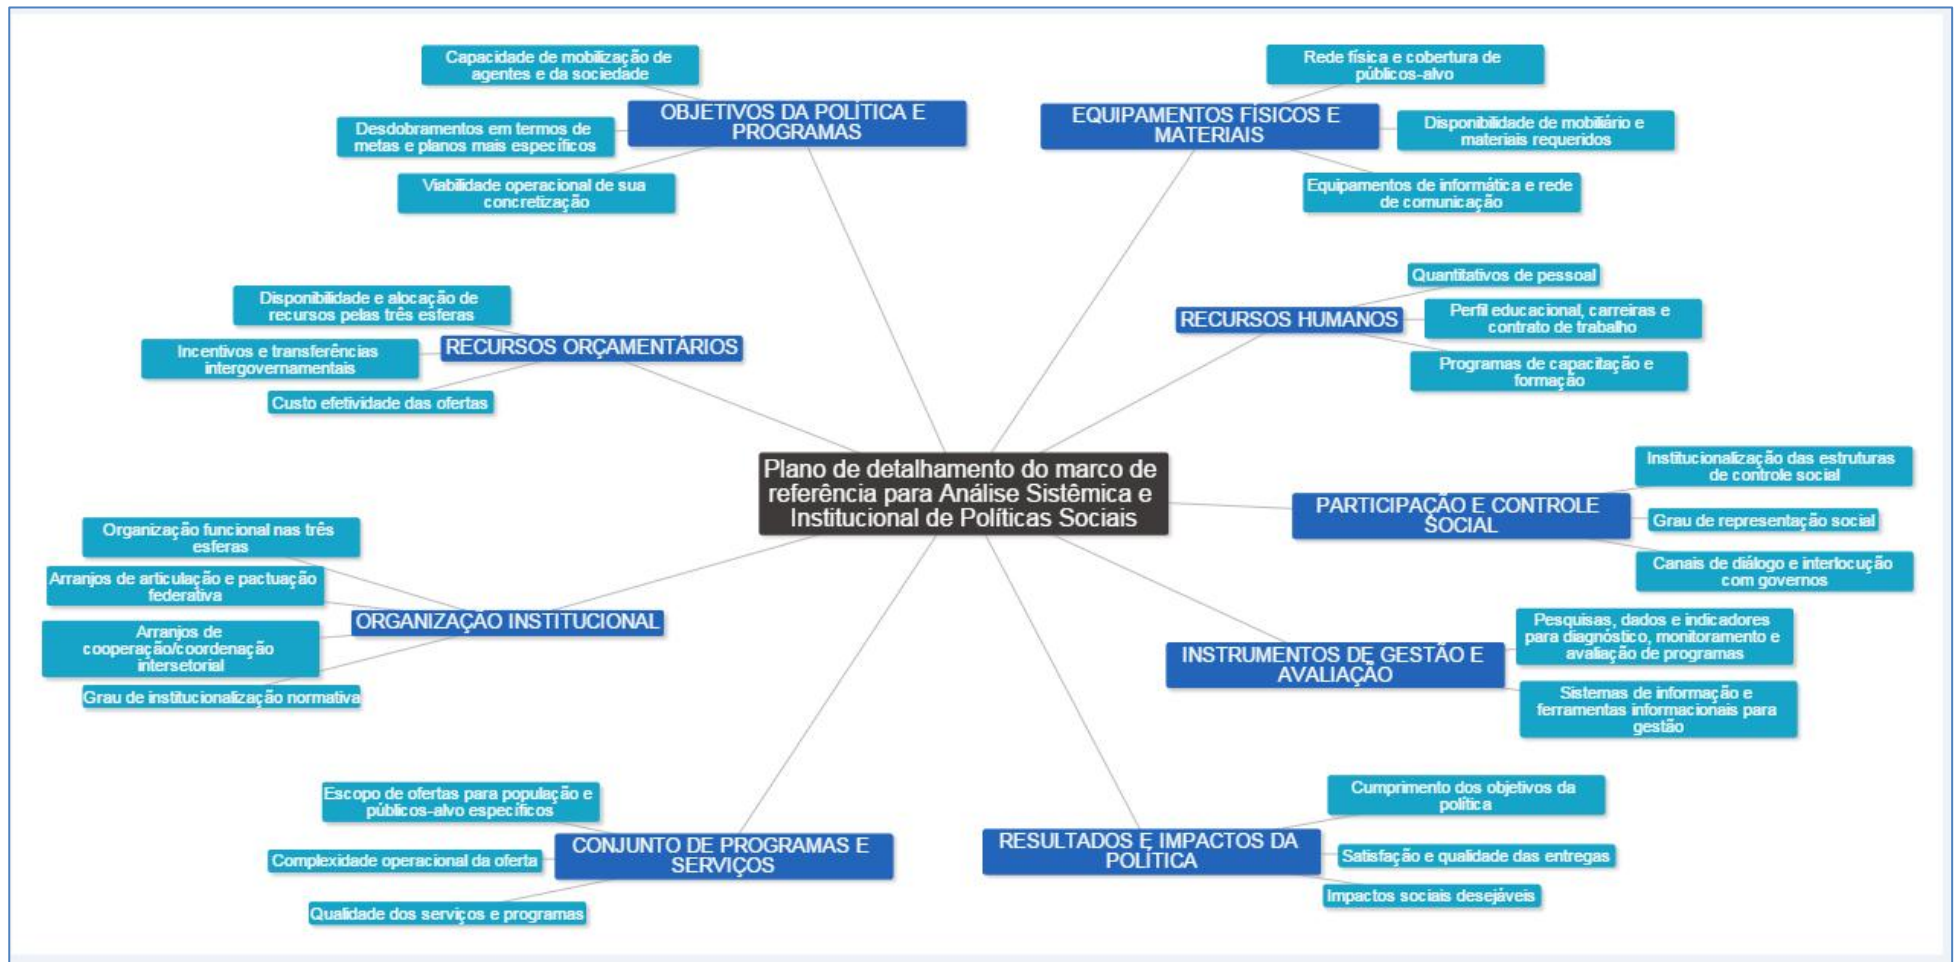 Capacidade de mobilização de
agentes e da sociedade
OBJETIVOS DA POLÍTICA E
PROGRAMAS
Desdobramentos em termos de
metas e planos mais específicos
Viabilidade operacional de sua
concretização
Disponibilidade e alocação de
recursos pelas três esferas
RECURSOS ORÇAMENTÁRIOS
Incentivos e transferências
intergovernamentais
Custo efetividade das ofertas
Organização funcional nas três
esferas
Arranjos de articulação e pactuação
federativa
ORGANIZAÇÃO INSTITUCIONAL
Arranjos de
cooperação/coordenação
intersetorial
Grau de institucionalização normativa
Escopo de ofertas para população e
públicos-alvo específicos
CONJUNTO DE PROGRAMAS E
SERVIÇOS
Complexidade operacional da oferta
Qualidade dos serviços e programas
Plano de detalhamento do marco de
referência para Análise Sistêmica e
Institucional de Políticas Sociais
Rede física e cobertura de
públicos-alvo
EQUIPAMENTOS FÍSICOS E
MATERIAIS
Disponibilidade de mobiliário e
materiais requeridos
Equipamentos de informática e rede
de comunicação
Quantitativos de pessoal
RECURSOS HUMANOS
Perfil educacional, carreiras e
contrato de trabalho
Programas de capacitação e
formação
Institucionalização das estruturas
de controle social
PARTICIPAÇÃO E CONTROLE
SOCIAL
Grau de representação social
Canais de diálogo e interlocução
com governos
Pesquisas, dados e indicadores
para diagnóstico, monitoramento e
avaliação de programas
INSTRUMENTOS DE GESTÃO E
AVALIAÇÃO
Sistemas de informação e
ferramentas informacionais para
gestão
Cumprimento dos objetivos da
política
RESULTADOS E IMPACTOS DA
POLÍTICA
Satisfação e qualidade das entregas
Impactos sociais desejáveis